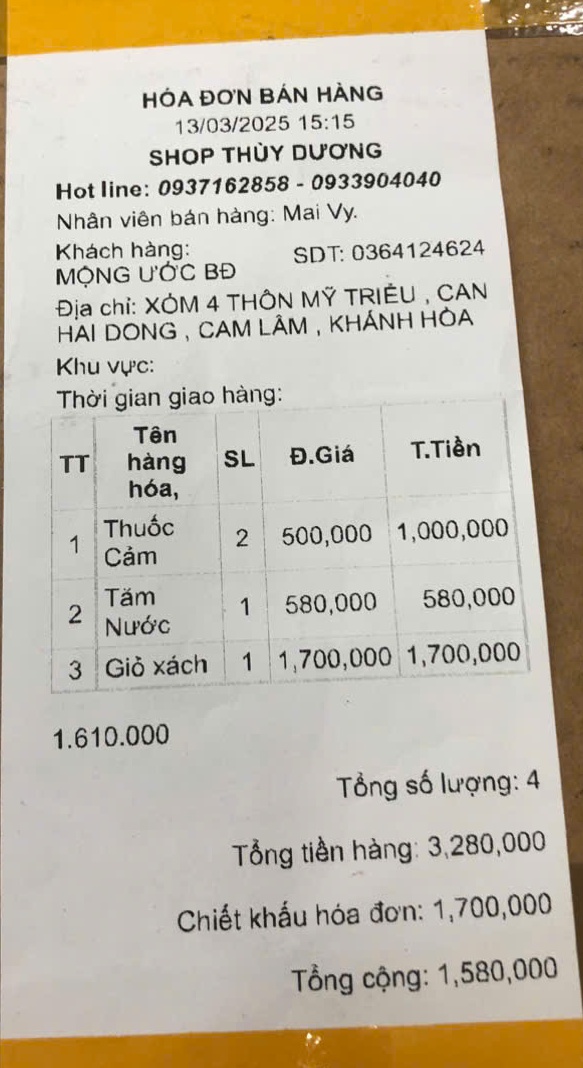 HÓA ĐƠN BÁN HÀNG
13/03/2025 15:15
SHOP THÙY DƯƠNG
Hot line: 0937162858 - 0933904040
Nhân viên bán hàng: Mai Vy.
Khách hàng: SDT: 0364124624
MỘNG ƯỚC BĐ
Địa chỉ: XÓM 4 THÔN MỸ TRIỀU , CAN
HAI DONG , CAM LÂM , KHÁNH HÒA
Khu vực:
Thời gian giao hàng:
TT Tên hàng hóa, SL Đ.Giá T.Tiền
1 Thuốc Cảm 2 500,000 1,000,000
2 Tăm Nước 1 580,000 580,000
3 Giỏ xách 1 1,700,000 1,700,000
1.610.000
Tổng số lượng: 4
Tổng tiền hàng: 3,280,000
Chiết khấu hóa đơn: 1,700,000
Tổng cộng: 1,580,000